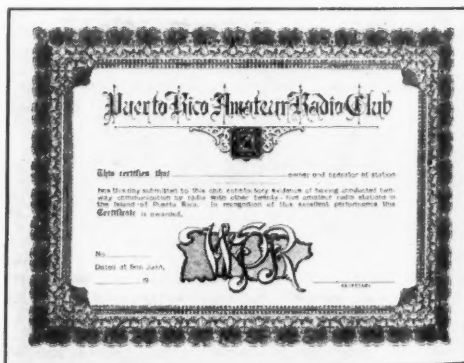 Puerto Rico Amateur Radio Club
This certifies that owner and operator of station
has this day submitted to this club satisfactory evidence of having conducted two-
way communication by radio with other twenty-five amateur radio stations in
the Island of Puerto Rico. In recognition of this excellent performance this
Certificate is awarded.
No
Dated at San Juan,
19
WPR
SECRETARY